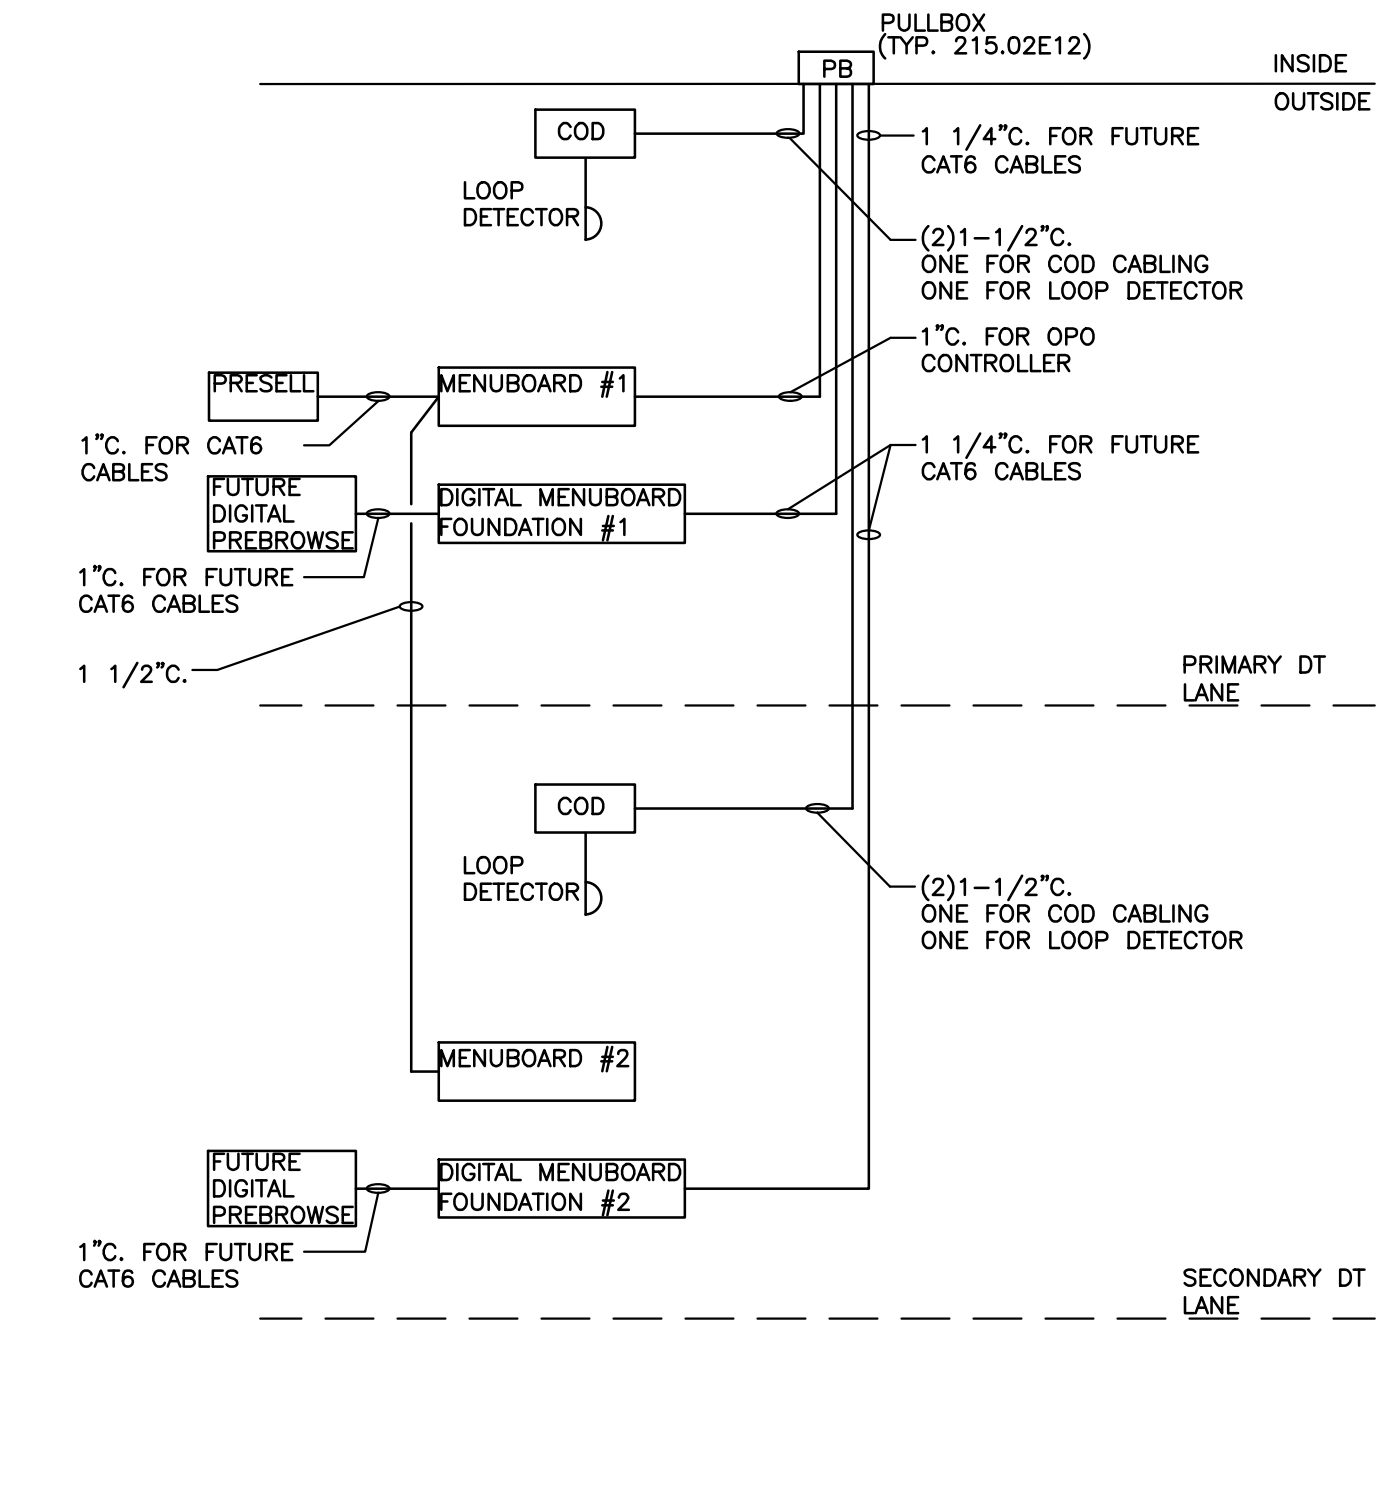 PULLBOX
(TYP. 215.02E12)
PB
INSIDE
OUTSIDE
COD
1 1/4"C. FOR FUTURE
CAT6 CABLES
LOOP
DETECTOR
(2)1-1/2"C.
ONE FOR COD CABLING
ONE FOR LOOP DETECTOR
1"C. FOR OPO
CONTROLLER
PRESELL
MENUBOARD #1
1"C. FOR CAT6
CABLES
1 1/4"C. FOR FUTURE
CAT6 CABLES
FUTURE
DIGITAL
PREBROWSE
DIGITAL MENUBOARD
FOUNDATION #1
1"C. FOR FUTURE
CAT6 CABLES
1 1/2"C.
PRIMARY DT
LANE
COD
LOOP
DETECTOR
(2)1-1/2"C.
ONE FOR COD CABLING
ONE FOR LOOP DETECTOR
MENUBOARD #2
FUTURE
DIGITAL
PREBROWSE
DIGITAL MENUBOARD
FOUNDATION #2
1"C. FOR FUTURE
CAT6 CABLES
SECONDARY DT
LANE